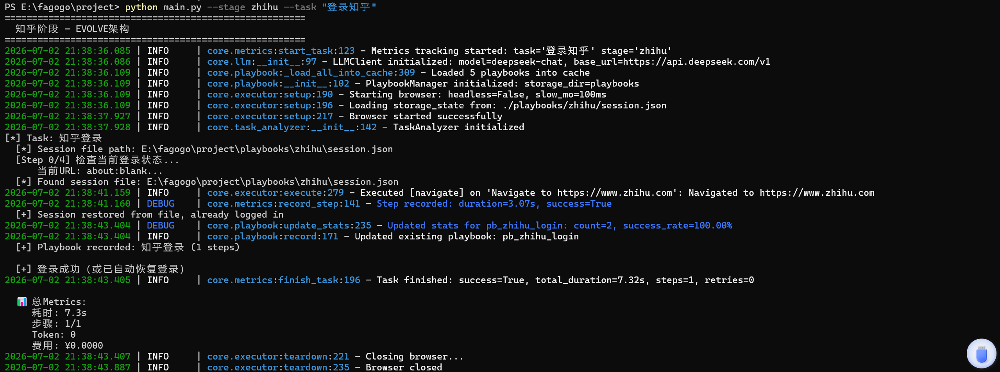 PS E:\fagogo\project> python main.py --stage zhihu --task "登录知乎"
=======================================================
知乎阶段 - EVOLVE架构
=======================================================
2026-07-02 21:38:36.085 | INFO     | core.metrics:start_task:123 - Metrics tracking started: task='登录知乎' stage='zhihu'
2026-07-02 21:38:36.086 | INFO     | core.llm:__init__:97 - LLMClient initialized: model=deepseek-chat, base_url=https://api.deepseek.com/v1
2026-07-02 21:38:36.109 | INFO     | core.playbook:_load_all_into_cache:309 - Loaded 5 playbooks into cache
2026-07-02 21:38:36.109 | INFO     | core.playbook:__init__:102 - PlaybookManager initialized: storage_dir=playbooks
2026-07-02 21:38:36.109 | INFO     | core.executor:setup:190 - Starting browser: headless=False, slow_mo=100ms
2026-07-02 21:38:36.109 | INFO     | core.executor:setup:196 - Loading storage_state from: ./playbooks/zhihu/session.json
2026-07-02 21:38:37.927 | INFO     | core.executor:setup:217 - Browser started successfully
2026-07-02 21:38:37.928 | INFO     | core.task_analyzer:__init__:142 - TaskAnalyzer initialized
[*] Task: 知乎登录
[*] Session file path: E:\fagogo\project\playbooks\zhihu\session.json
[Step 0/4] 检查当前登录状态...
当前URL: about:blank...
[*] Found session file: E:\fagogo\project\playbooks\zhihu\session.json
2026-07-02 21:38:41.159 | INFO     | core.executor:execute:279 - Executed [navigate] on 'Navigate to https://www.zhihu.com': Navigated to https://www.zhihu.com
2026-07-02 21:38:41.160 | DEBUG    | core.metrics:record_step:141 - Step recorded: duration=3.07s, success=True
[+] Session restored from file, already logged in
2026-07-02 21:38:43.404 | DEBUG    | core.playbook:update_stats:235 - Updated stats for pb_zhihu_login: count=2, success_rate=100.00%
2026-07-02 21:38:43.404 | INFO     | core.playbook:record:171 - Updated existing playbook: pb_zhihu_login
[+] Playbook recorded: 知乎登录 (1 steps)
[+] 登录成功（或已自动恢复登录）
2026-07-02 21:38:43.405 | INFO     | core.metrics:finish_task:196 - Task finished: success=True, total_duration=7.32s, steps=1, retries=0
📊 总Metrics:
耗时: 7.3s
步骤: 1/1
Token: 0
费用: ¥0.0000
2026-07-02 21:38:43.407 | INFO     | core.executor:teardown:221 - Closing browser...
2026-07-02 21:38:43.887 | INFO     | core.executor:teardown:235 - Browser closed